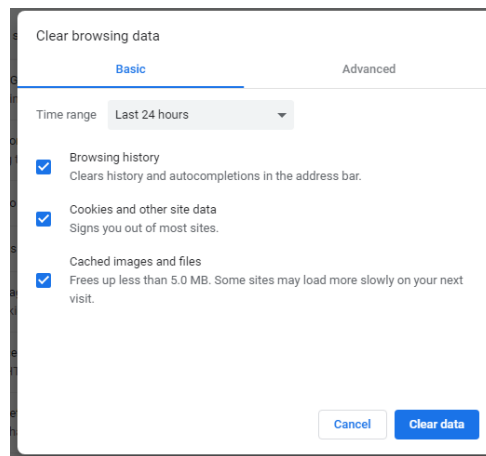 Clear browsing data
Basic
Advanced
Time range
Last 24 hours
Browsing history
Clears history and autocompletions in the address bar.
Cookies and other site data
Signs you out of most sites.
Cached images and files
Frees up less than 5.0 MB. Some sites may load more slowly on your next
visit.
Cancel
Clear data